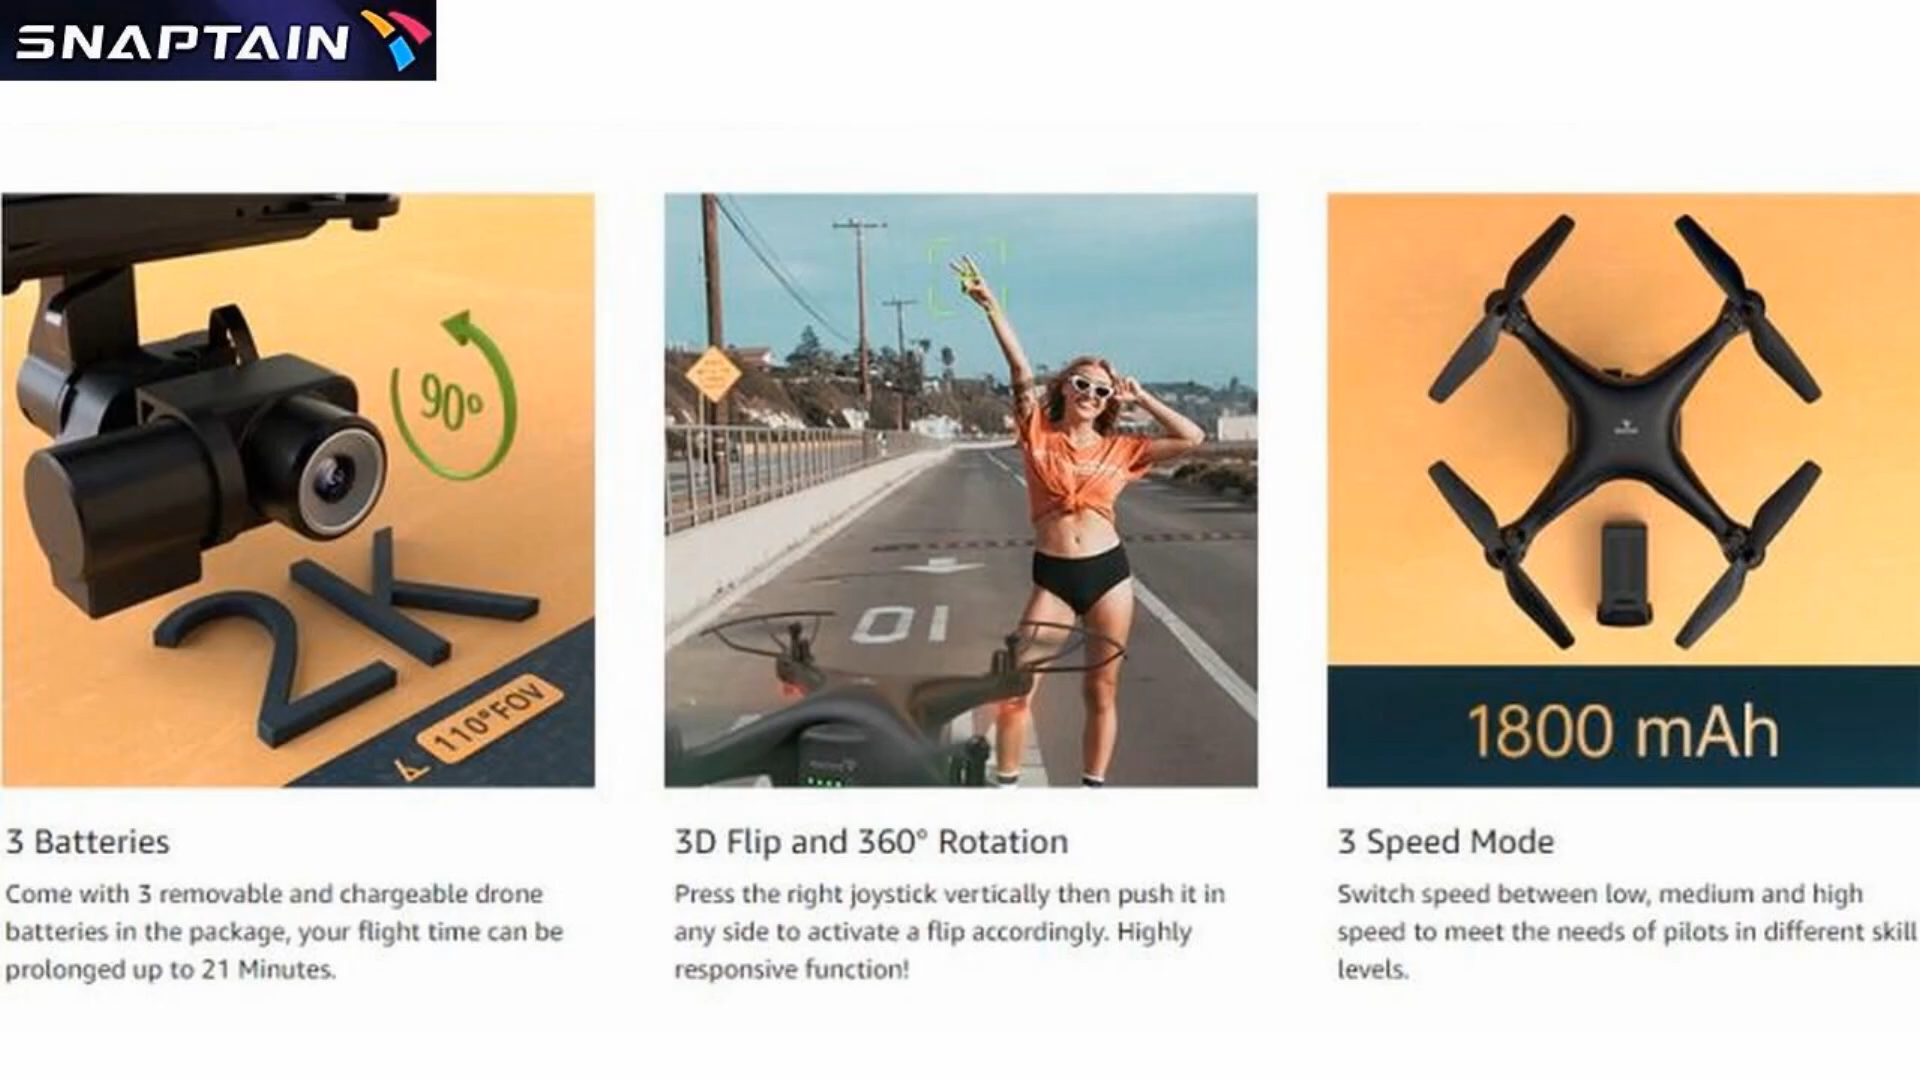 SNAPTAIN
90°
2K
110°FOV
01
1800 mAh
3 Batteries
Come with 3 removable and chargeable drone
batteries in the package, your flight time can be
prolonged up to 21 Minutes.
3D Flip and 360° Rotation
Press the right joystick vertically then push it in
any side to activate a flip accordingly. Highly
responsive function!
3 Speed Mode
Switch speed between low, medium and high
speed to meet the needs of pilots in different skill
levels.